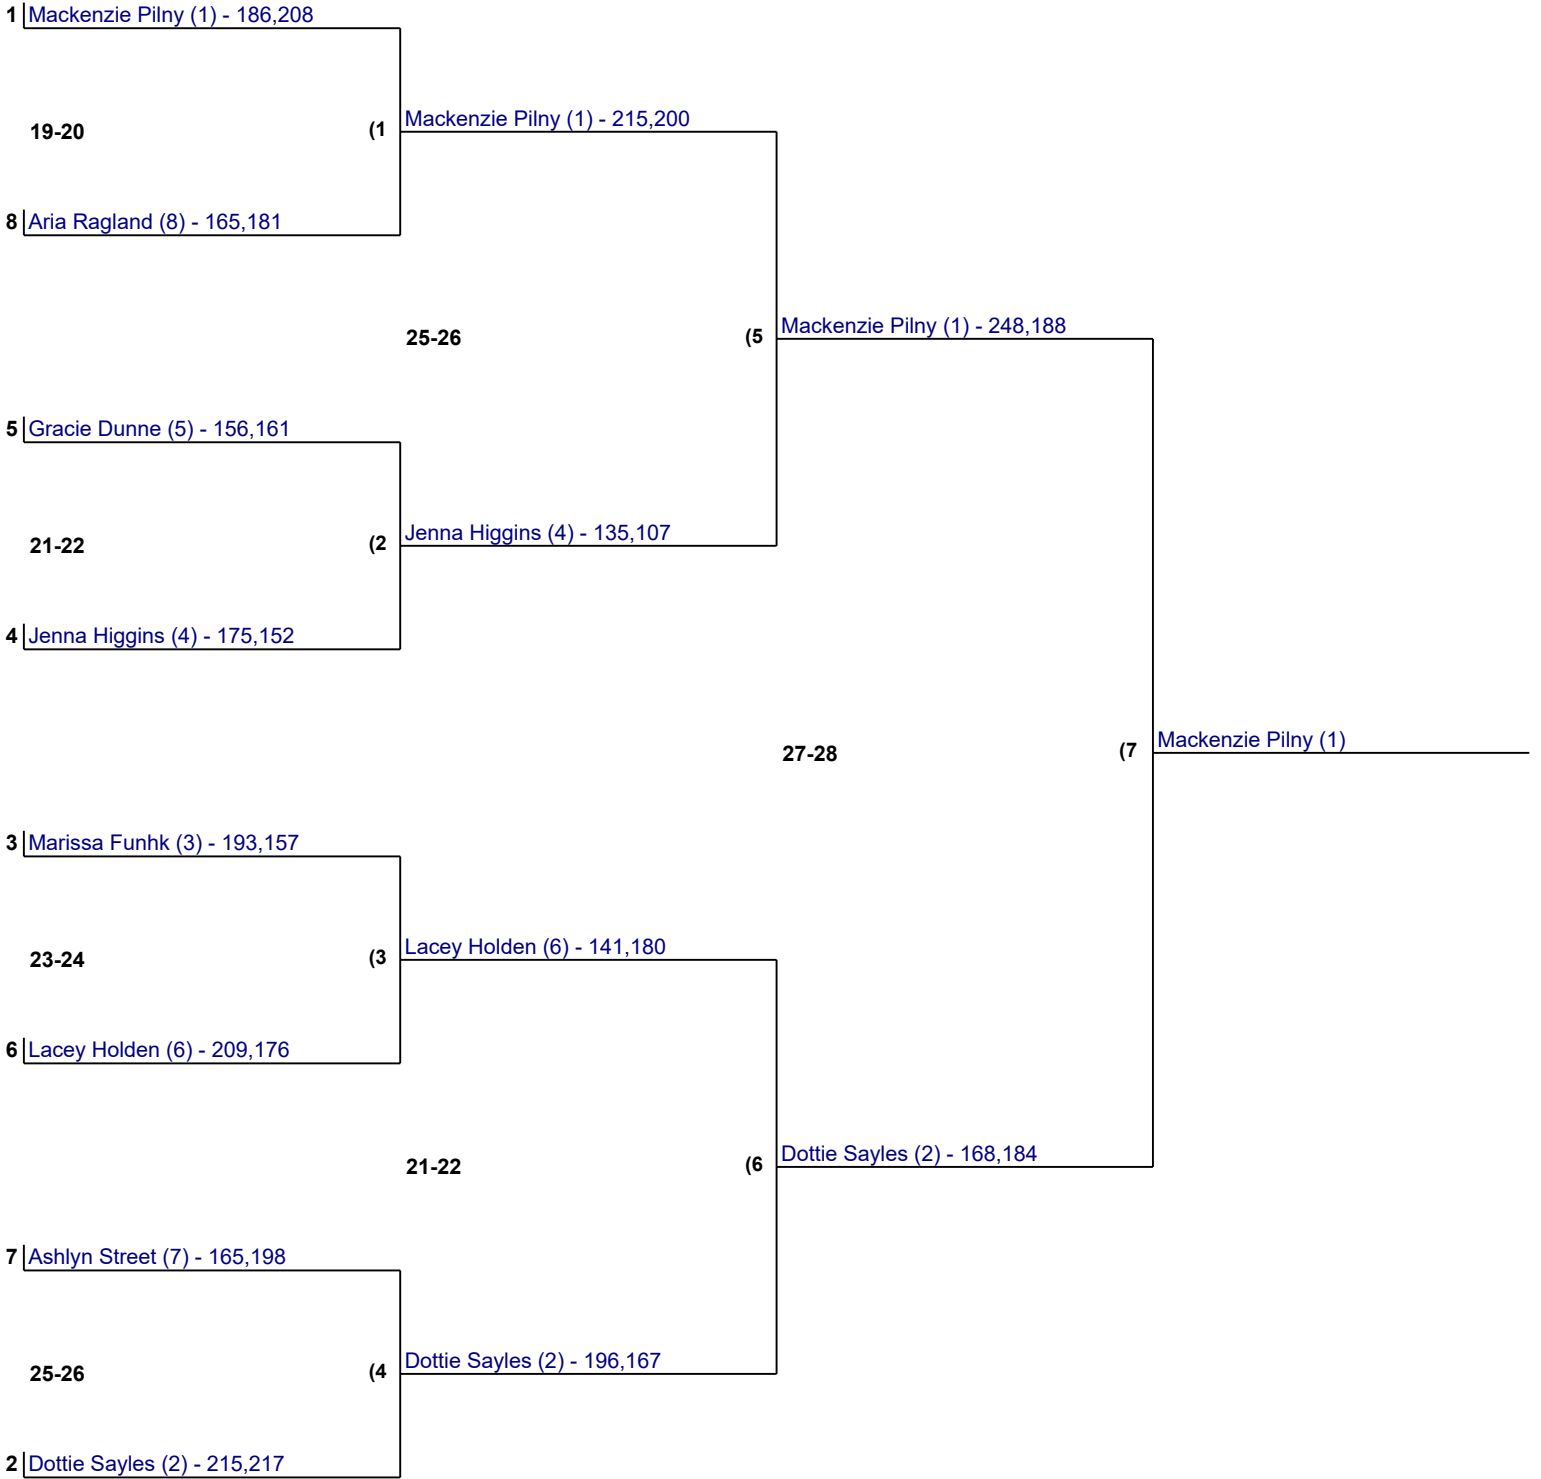 1 Mackenzie Pilny (1) - 186,208
Mackenzie Pilny (1) - 215,200
19-20 (1
8 Aria Ragland (8) - 165,181
Mackenzie Pilny (1) - 248,188
25-26 (5
5 Gracie Dunne (5) - 156,161
Jenna Higgins (4) - 135,107
21-22 (2
4 Jenna Higgins (4) - 175,152
Mackenzie Pilny (1)
27-28 (7
3 Marissa Funhk (3) - 193,157
Lacey Holden (6) - 141,180
23-24 (3
6 Lacey Holden (6) - 209,176
Dottie Sayles (2) - 168,184
21-22 (6
7 Ashlyn Street (7) - 165,198
Dottie Sayles (2) - 196,167
25-26 (4
2 Dottie Sayles (2) - 215,217